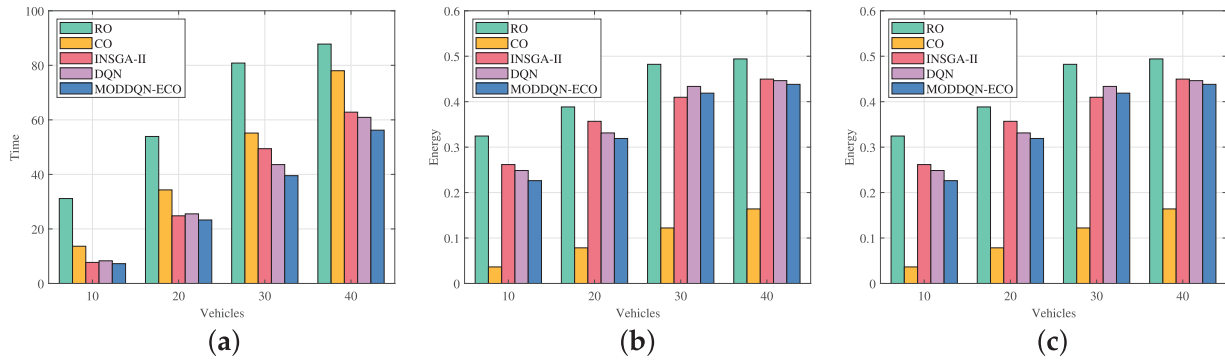 100
80
60
40
20
0
Time
RO
CO
INSGA-II
DQN
MODDQN-ECO
10
20
30
40
Vehicles
(a)
0.6
0.5
0.4
0.3
0.2
0.1
0
Energy
RO
CO
INSGA-II
DQN
MODDQN-ECO
10
20
30
40
Vehicles
(b)
0.6
0.5
0.4
0.3
0.2
0.1
0
Energy
RO
CO
INSGA-II
DQN
MODDQN-ECO
10
20
30
40
Vehicles
(c)